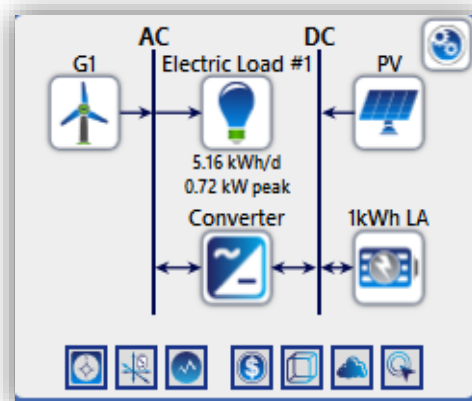 AC DC
G1 Electric Load #1 PV
5.16 kWh/d
0.72 kW peak
Converter 1kWh LA